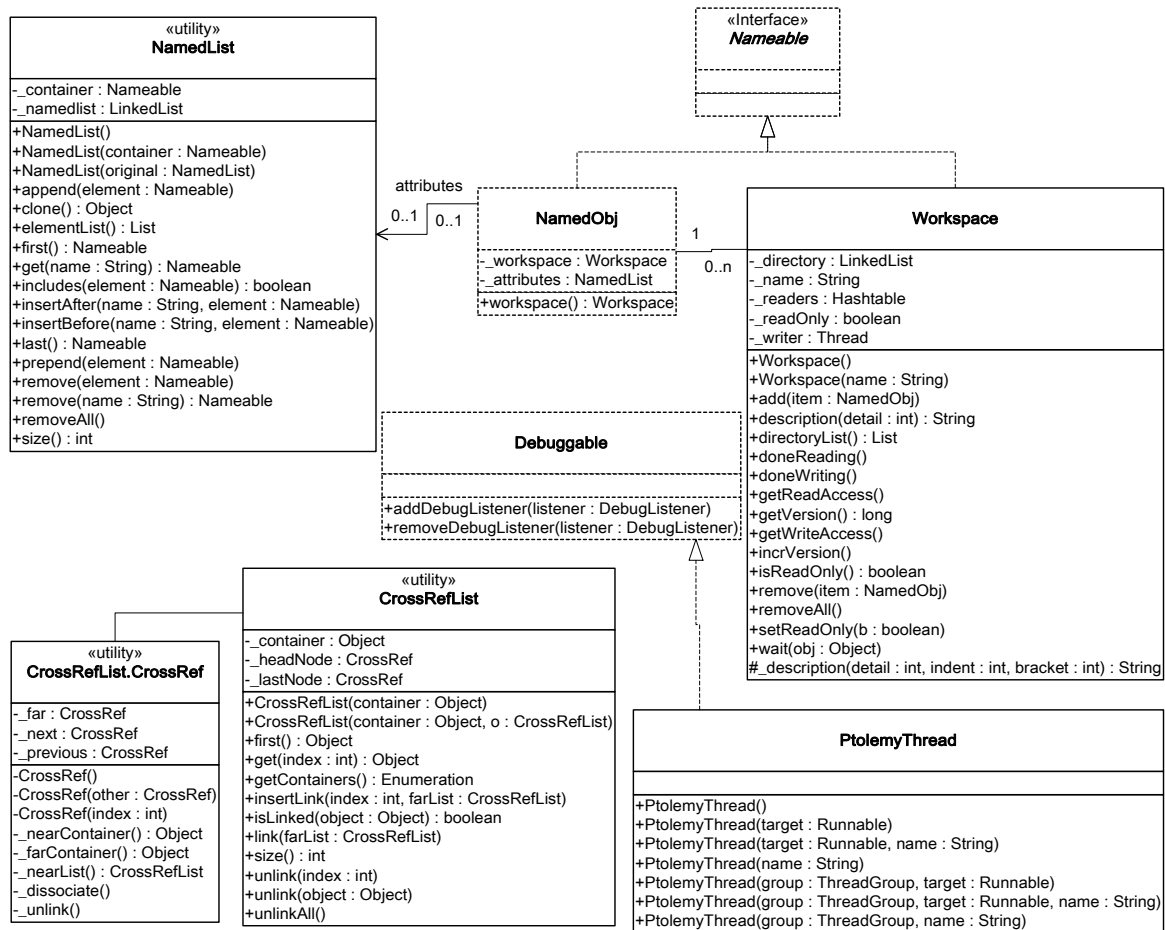 «utility»
NamedList
-_container : Nameable
-_namedlist : LinkedList
+NamedList()
+NamedList(container : Nameable)
+NamedList(original : NamedList)
+append(element : Nameable)
+clone() : Object
+elementList() : List
+first() : Nameable
+get(name : String) : Nameable
+includes(element : Nameable) : boolean
+insertAfter(name : String, element : Nameable)
+insertBefore(name : String, element : Nameable)
+last() : Nameable
+prepend(element : Nameable)
+remove(element : Nameable)
+remove(name : String) : Nameable
+removeAll()
+size() : int
«Interface»
Nameable
attributes
0..1
0..1
NamedObj
-_workspace : Workspace
-_attributes : NamedList
+workspace() : Workspace
1
0..n
Workspace
-_directory : LinkedList
-_name : String
-_readers : Hashtable
-_readOnly : boolean
-_writer : Thread
+Workspace()
+Workspace(name : String)
+add(item : NamedObj)
+description(detail : int) : String
+directoryList() : List
+doneReading()
+doneWriting()
+getReadAccess()
+getVersion() : long
+getWriteAccess()
+incrVersion()
+isReadOnly() : boolean
+remove(item : NamedObj)
+removeAll()
+setReadOnly(b : boolean)
+wait(obj : Object)
#_description(detail : int, indent : int, bracket : int) : String
Debuggable
+addDebugListener(listener : DebugListener)
+removeDebugListener(listener : DebugListener)
«utility»
CrossRefList
-_container : Object
-_headNode : CrossRef
-_lastNode : CrossRef
+CrossRefList(container : Object)
+CrossRefList(container : Object, o : CrossRefList)
+first() : Object
+get(index : int) : Object
+getContainers() : Enumeration
+insertLink(index : int, farList : CrossRefList)
+isLinked(object : Object) : boolean
+link(farList : CrossRefList)
+size() : int
+unlink(index : int)
+unlink(object : Object)
+unlinkAll()
«utility»
CrossRefList.CrossRef
-_far : CrossRef
-_next : CrossRef
-_previous : CrossRef
-CrossRef()
-CrossRef(other : CrossRef)
-CrossRef(index : int)
-_nearContainer() : Object
-_farContainer() : Object
-_nearList() : CrossRefList
-_dissociate()
-_unlink()
PtolemyThread
+PtolemyThread()
+PtolemyThread(target : Runnable)
+PtolemyThread(target : Runnable, name : String)
+PtolemyThread(name : String)
+PtolemyThread(group : ThreadGroup, target : Runnable)
+PtolemyThread(group : ThreadGroup, target : Runnable, name : String)
+PtolemyThread(group : ThreadGroup, name : String)